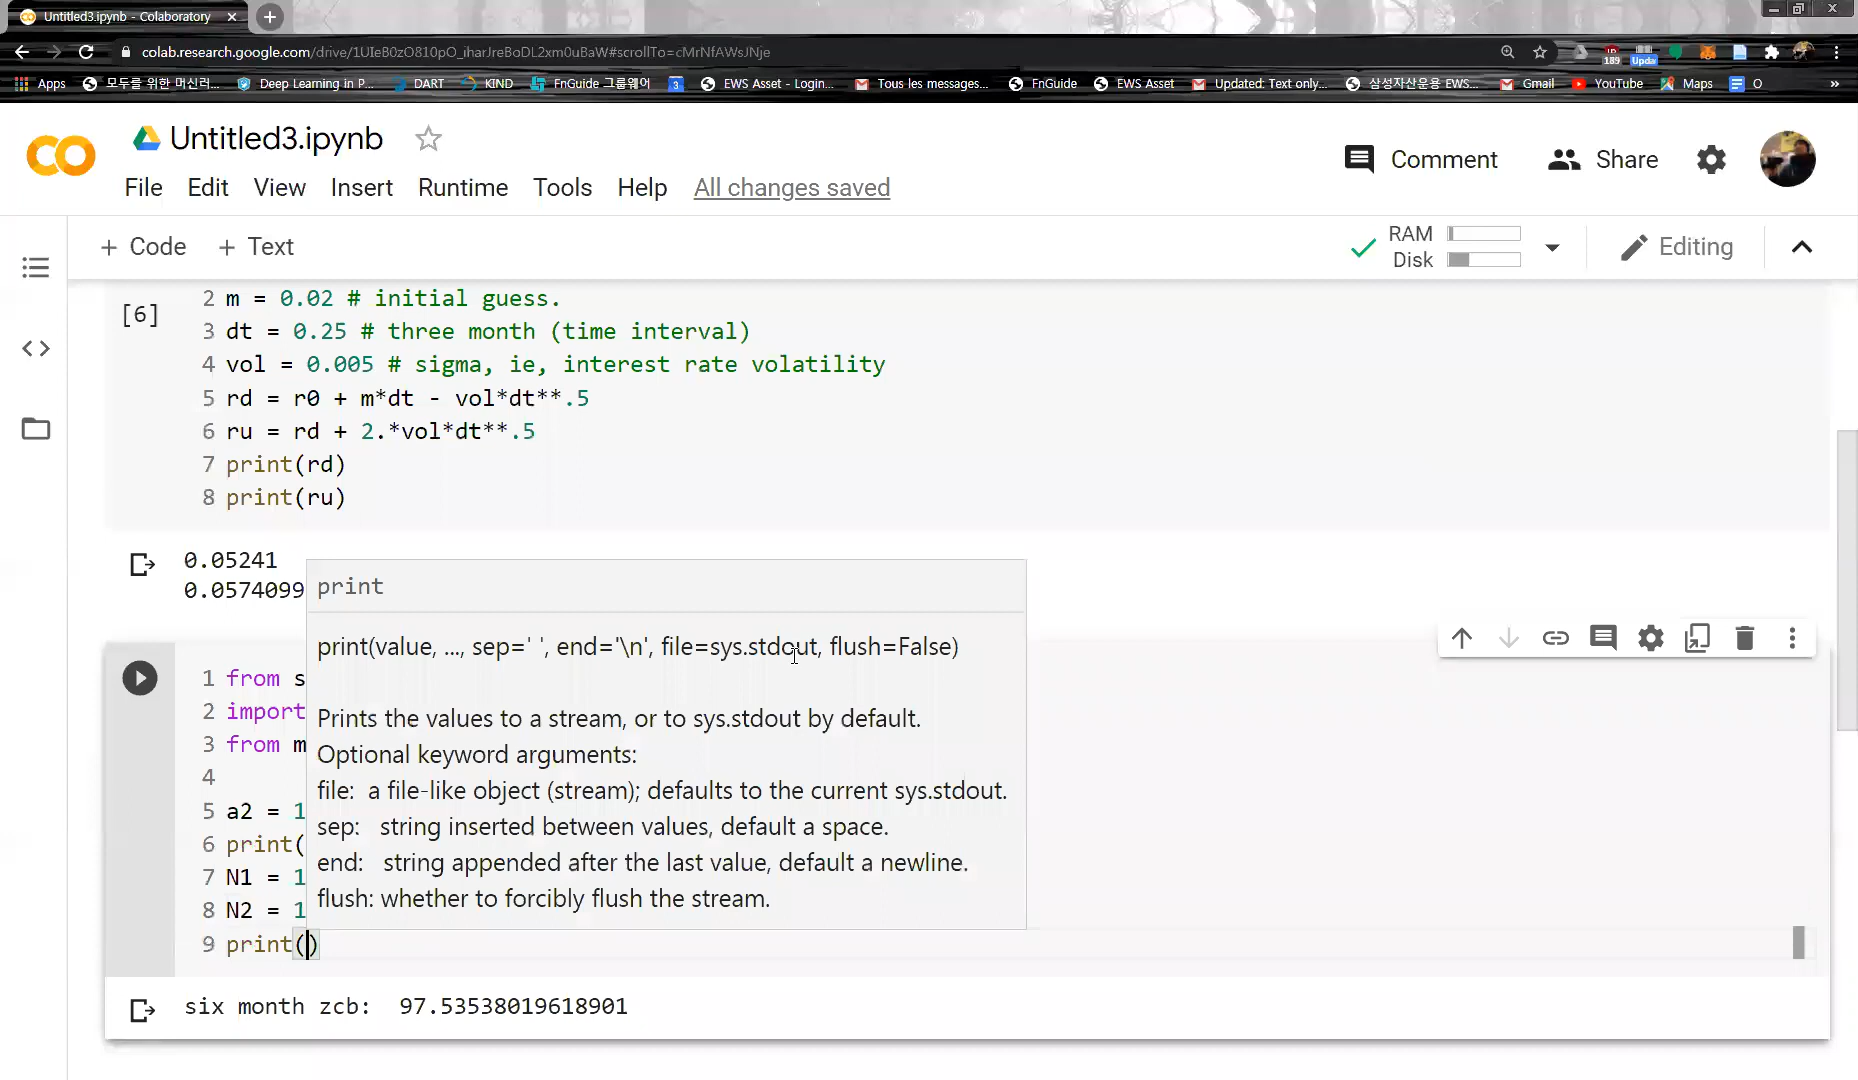 Untitled3.ipynb - Colaboratory
colab.research.google.com/drive/1UIeB0zO810pO_iharJreBoDL2xm0uBaW#scrollTo=cMrNfAWsJNje
189
Upda
Apps 모두를 위한 머신러... Deep Learning in P... DART KIND FnGuide 그룹웨어 3 EWS Asset - Login... Tous les messages... FnGuide EWS Asset Updated: Text only... 삼성자산운용 EWS... Gmail YouTube Maps O »
CO Untitled3.ipynb
Comment Share
File Edit View Insert Runtime Tools Help All changes saved
+ Code + Text
RAM
Disk
Editing
[6]
2 m = 0.02 # initial guess.
3 dt = 0.25 # three month (time interval)
4 vol = 0.005 # sigma, ie, interest rate volatility
5 rd = r0 + m*dt - vol*dt**.5
6 ru = rd + 2.*vol*dt**.5
7 print(rd)
8 print(ru)
0.05241
0.0574099
print
print(value, ..., sep=' ', end='\n', file=sys.stdout, flush=False)
Prints the values to a stream, or to sys.stdout by default.
Optional keyword arguments:
file: a file-like object (stream); defaults to the current sys.stdout.
sep: string inserted between values, default a space.
end: string appended after the last value, default a newline.
flush: whether to forcibly flush the stream.
1 from s
2 import
3 from m
4
5 a2 = 1
6 print(
7 N1 = 1
8 N2 = 1
9 print()
six month zcb: 97.53538019618901